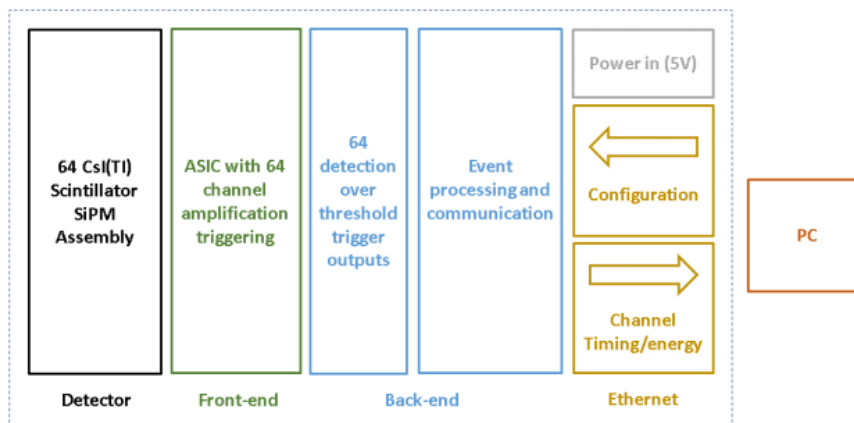 64 CsI(Tl)
Scintillator
SiPM
Assembly
ASIC with 64
channel
amplification
triggering
64
detection
over
threshold
trigger
outputs
Event
processing and
communication
Power in (5V)
Configuration
Channel
Timing/energy
PC
Detector
Front-end
Back-end
Ethernet